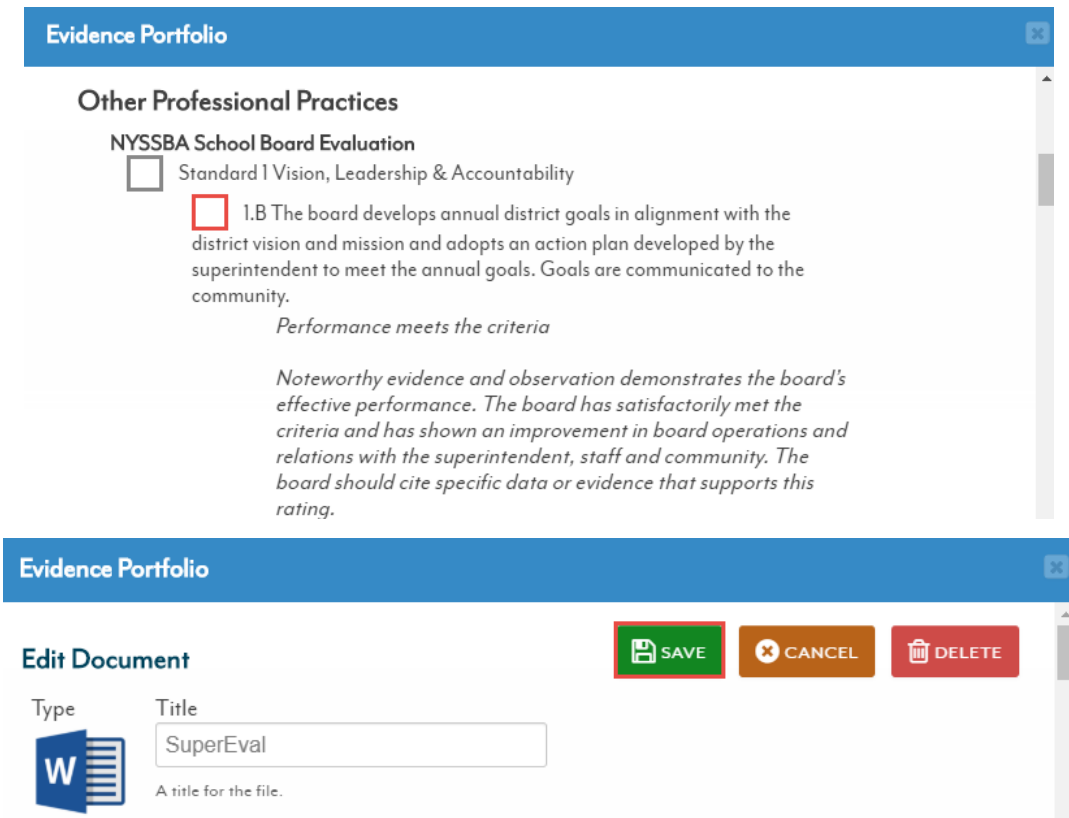 Evidence Portfolio
Other Professional Practices
NYSSBA School Board Evaluation
Standard 1 Vision, Leadership & Accountability
1.B The board develops annual district goals in alignment with the
district vision and mission and adopts an action plan developed by the
superintendent to meet the annual goals. Goals are communicated to the
community.
Performance meets the criteria
Noteworthy evidence and observation demonstrates the board's
effective performance. The board has satisfactorily met the
criteria and has shown an improvement in board operations and
relations with the superintendent, staff and community. The
board should cite specific data or evidence that supports this
rating.
Evidence Portfolio
Edit Document
SAVE
CANCEL
DELETE
Type
Title
W
SuperEval
A title for the file.